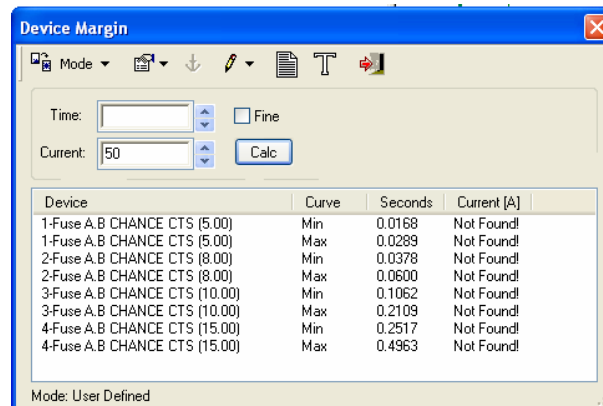 Device Margin
Mode
Time:
Fine
Current: 50
Calc
Device Curve Seconds Current [A]
1-Fuse A.B CHANCE CTS (5.00) Min 0.0168 Not Found!
1-Fuse A.B CHANCE CTS (5.00) Max 0.0289 Not Found!
2-Fuse A.B CHANCE CTS (8.00) Min 0.0378 Not Found!
2-Fuse A.B CHANCE CTS (8.00) Max 0.0600 Not Found!
3-Fuse A.B CHANCE CTS (10.00) Min 0.1062 Not Found!
3-Fuse A.B CHANCE CTS (10.00) Max 0.2109 Not Found!
4-Fuse A.B CHANCE CTS (15.00) Min 0.2517 Not Found!
4-Fuse A.B CHANCE CTS (15.00) Max 0.4963 Not Found!
Mode: User Defined